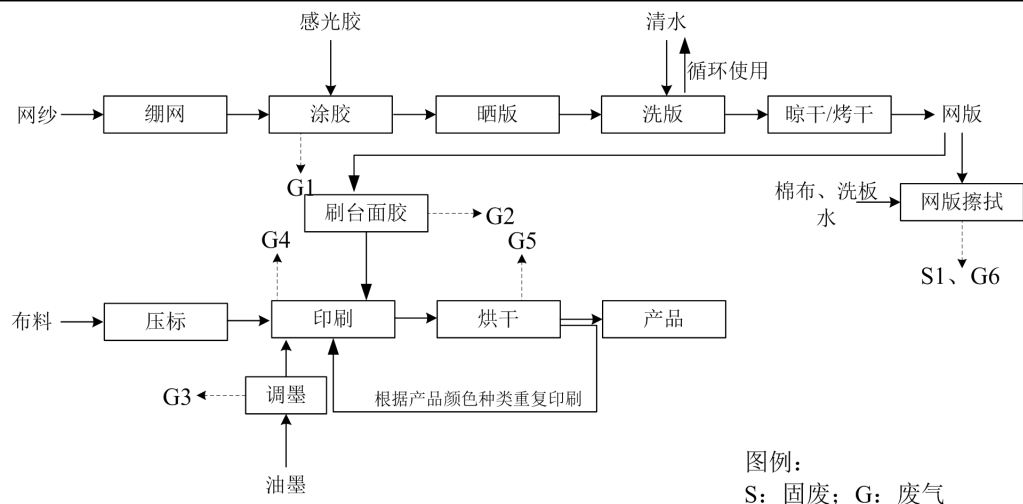 感光胶
清水
循环使用
网纱
绷网
涂胶
晒版
洗版
晾干/烤干
网版
G1
刷台面胶
G2
棉布、洗板
水
网版擦拭
G4
G5
S1、G6
布料
压标
印刷
烘干
产品
G3
调墨
根据产品颜色种类重复印刷
油墨
图例：
S：固废；G：废气